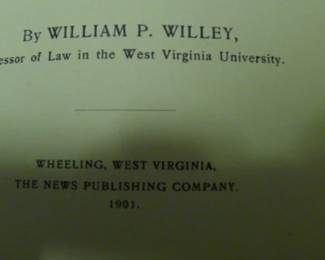 By WILLIAM P. WILLEY,
essor of Law in the West Virginia University.
WHEELING, WEST VIRGINIA,
THE NEWS PUBLISHING COMPANY.
1901.